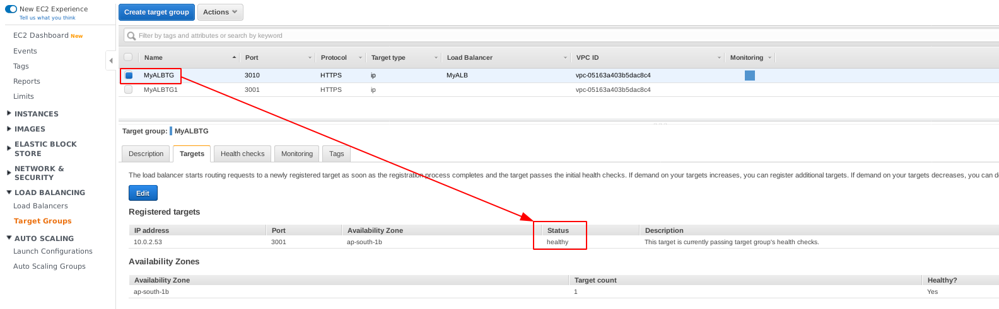 New EC2 Experience
Tell us what you think
EC2 Dashboard New
Events
Tags
Reports
Limits
INSTANCES
IMAGES
ELASTIC BLOCK
STORE
NETWORK &
SECURITY
LOAD BALANCING
Load Balancers
Target Groups
AUTO SCALING
Launch Configurations
Auto Scaling Groups
Create target group Actions
Filter by tags and attributes or search by keyword
Name Port Protocol Target type Load Balancer VPC ID Monitoring
MyALBTG 3010 HTTPS ip MyALB vpc-05163a403b5dac8c4
MyALBTG1 3001 HTTPS ip vpc-05163a403b5dac8c4
Target group: MyALBTG
Description Targets Health checks Monitoring Tags
The load balancer starts routing requests to a newly registered target as soon as the registration process completes and the target passes the initial health checks. If demand on your targets increases, you can register additional targets. If demand on your targets decreases, you can d
Edit
Registered targets
IP address Port Availability Zone Status Description
10.0.2.53 3001 ap-south-1b healthy This target is currently passing target group's health checks.
Availability Zones
Availability Zone Target count Healthy?
ap-south-1b 1 Yes